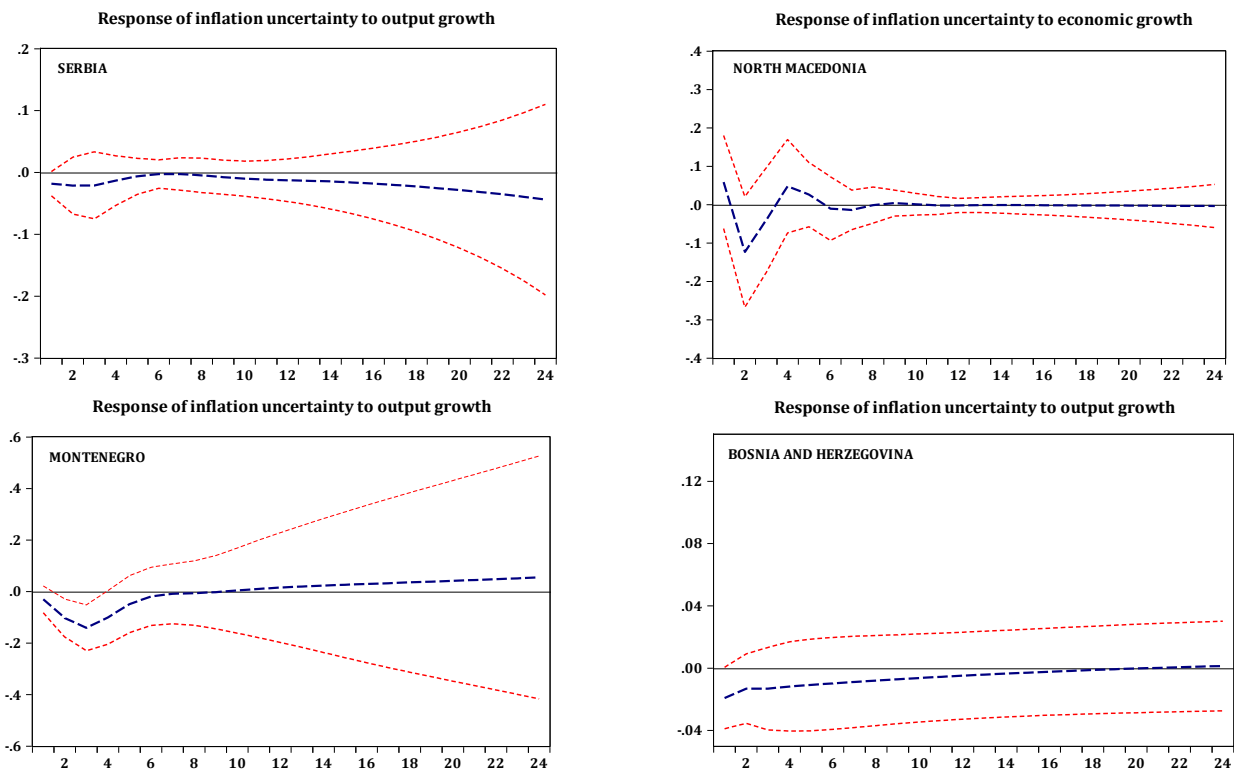 Response of inflation uncertainty to output growth
SERBIA
.2
.1
.0
-.1
-.2
-.3
2 4 6 8 10 12 14 16 18 20 22 24
Response of inflation uncertainty to economic growth
NORTH MACEDONIA
.4
.3
.2
.1
.0
-.1
-.2
-.3
-.4
2 4 6 8 10 12 14 16 18 20 22 24
Response of inflation uncertainty to output growth
MONTENEGRO
.6
.4
.2
.0
-.2
-.4
-.6
2 4 6 8 10 12 14 16 18 20 22 24
Response of inflation uncertainty to output growth
BOSNIA AND HERZEGOVINA
.12
.08
.04
.00
-.04
2 4 6 8 10 12 14 16 18 20 22 24